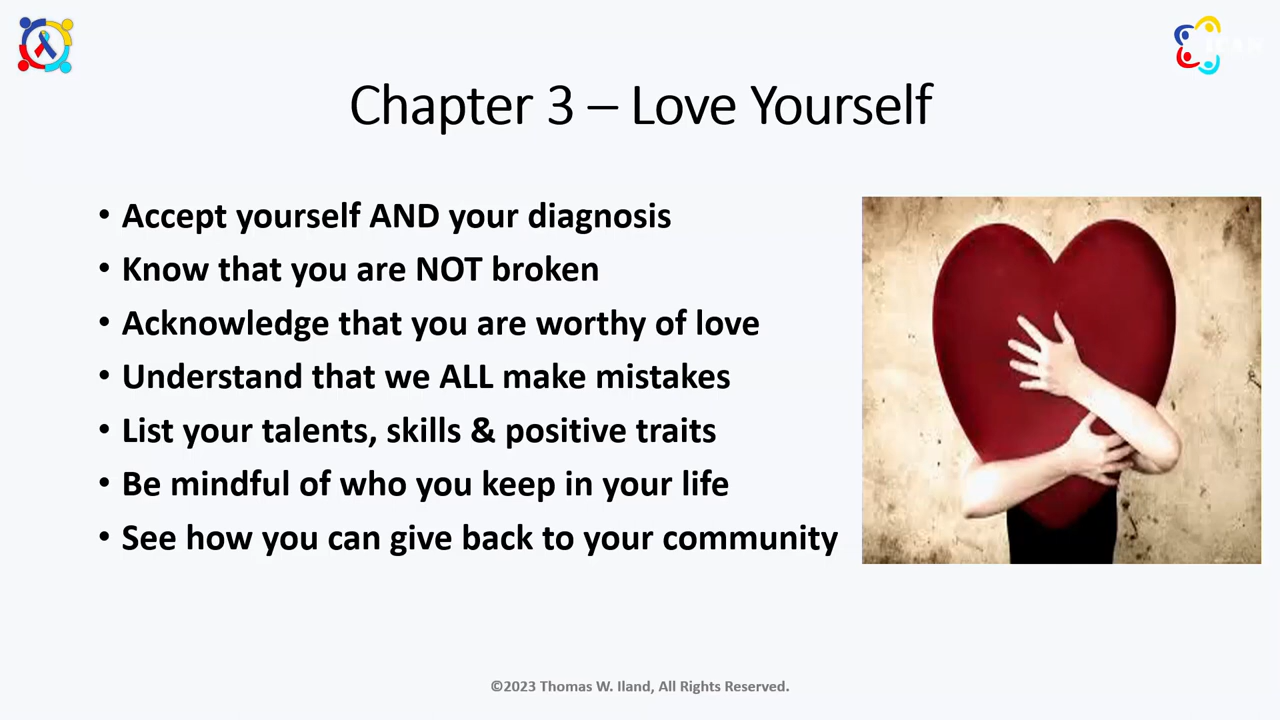 Chapter 3 – Love Yourself
• Accept yourself AND your diagnosis
• Know that you are NOT broken
• Acknowledge that you are worthy of love
• Understand that we ALL make mistakes
• List your talents, skills & positive traits
• Be mindful of who you keep in your life
• See how you can give back to your community
©2023 Thomas W. Iland, All Rights Reserved.